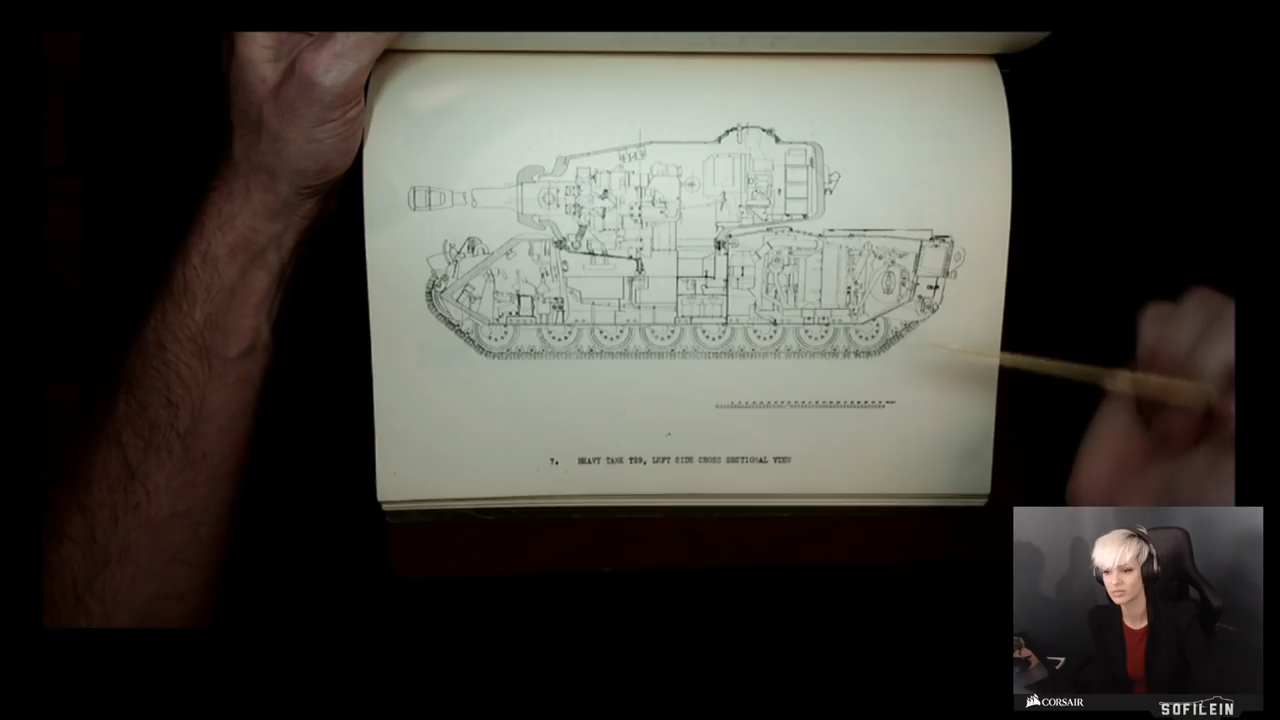 7. HEAVY TANK T29, LEFT SIDE CROSS SECTIONAL VIEW
CORSAIR
SOFILEIN